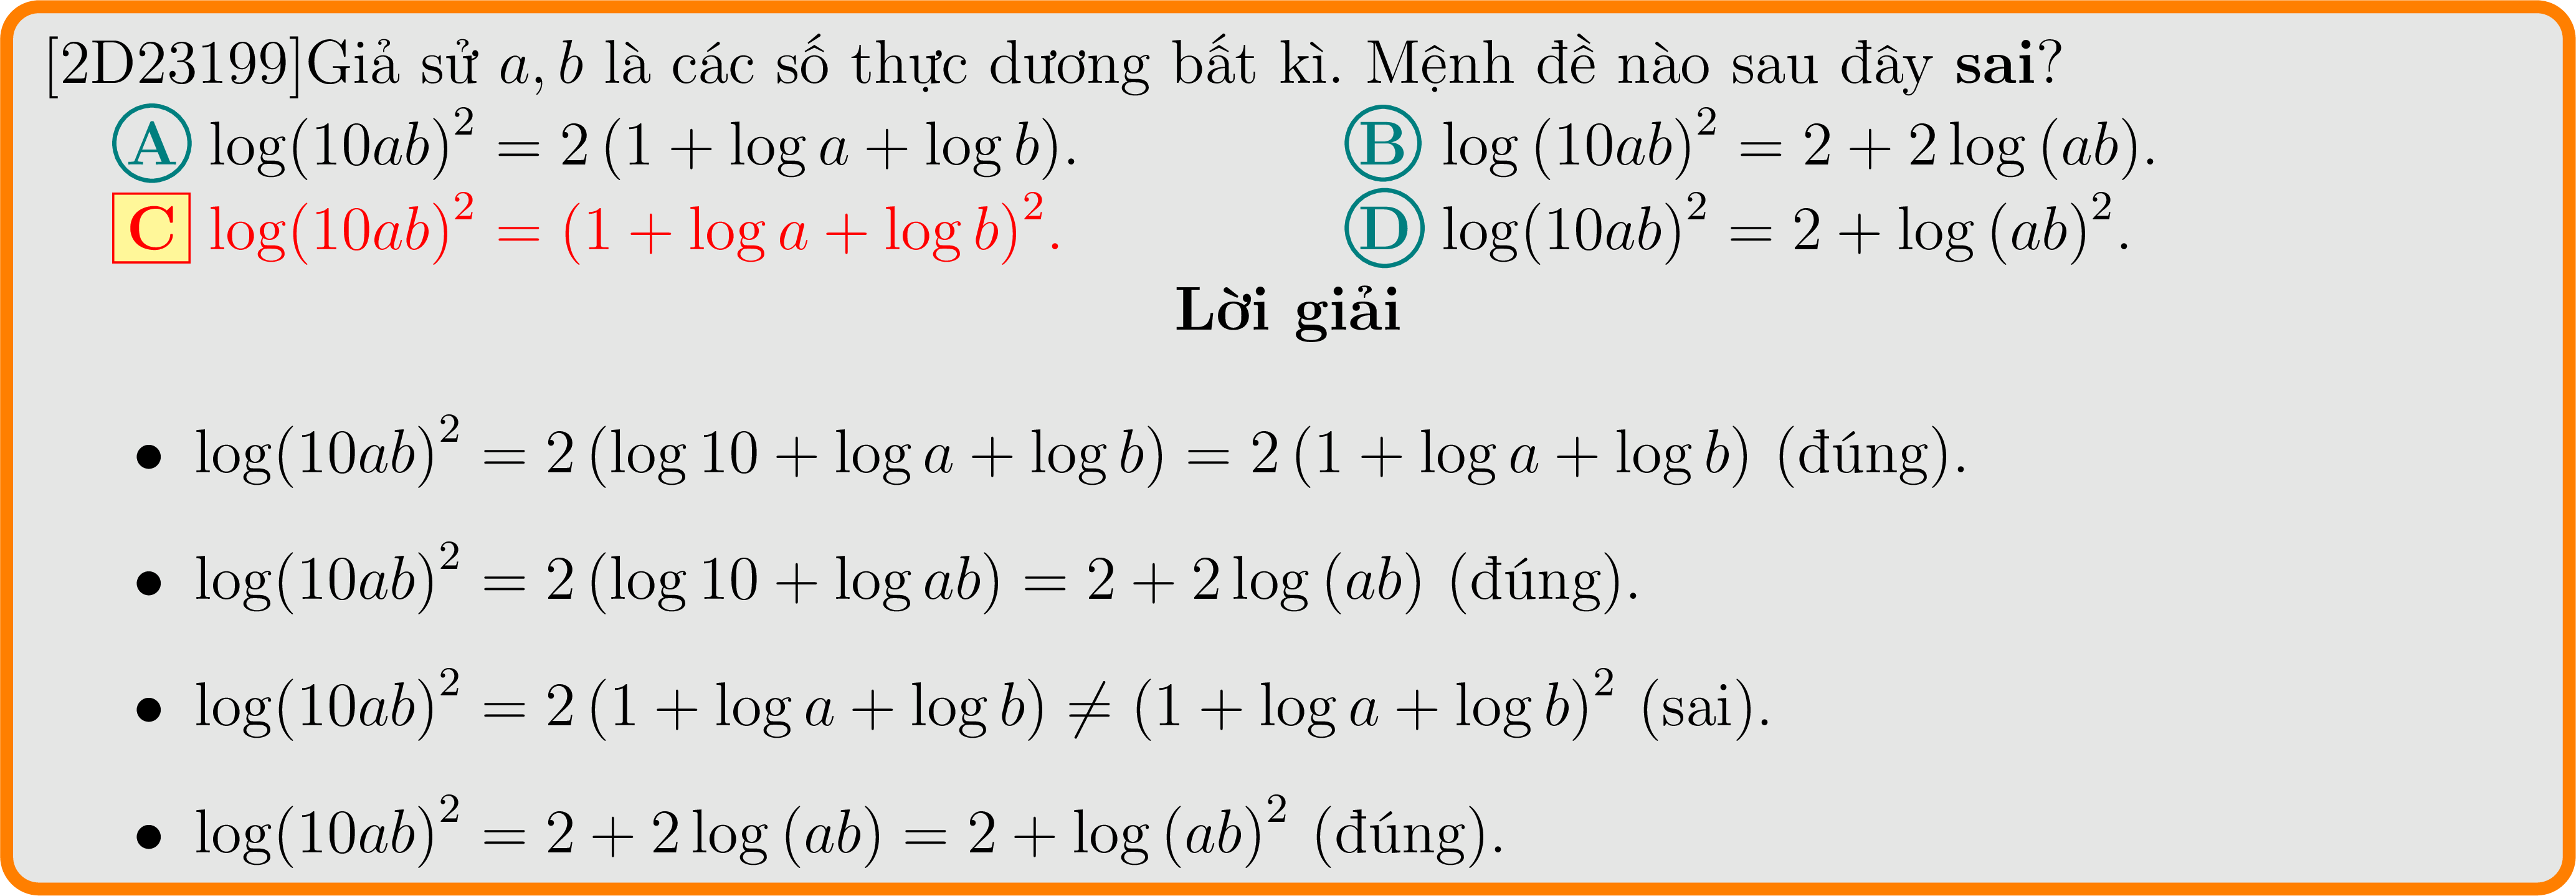 [2D23199]Giả sử a, b là các số thực dương bất kì. Mệnh đề nào sau đây sai?
A log(10ab)² = 2 (1 + log a + log b). B log (10ab)² = 2 + 2 log (ab).
C log(10ab)² = (1 + log a + log b)². D log(10ab)² = 2 + log (ab)².
Lời giải
• log(10ab)² = 2 (log 10 + log a + log b) = 2 (1 + log a + log b) (đúng).
• log(10ab)² = 2 (log 10 + log ab) = 2 + 2 log (ab) (đúng).
• log(10ab)² = 2 (1 + log a + log b) ≠ (1 + log a + log b)² (sai).
• log(10ab)² = 2 + 2 log (ab) = 2 + log (ab)² (đúng).